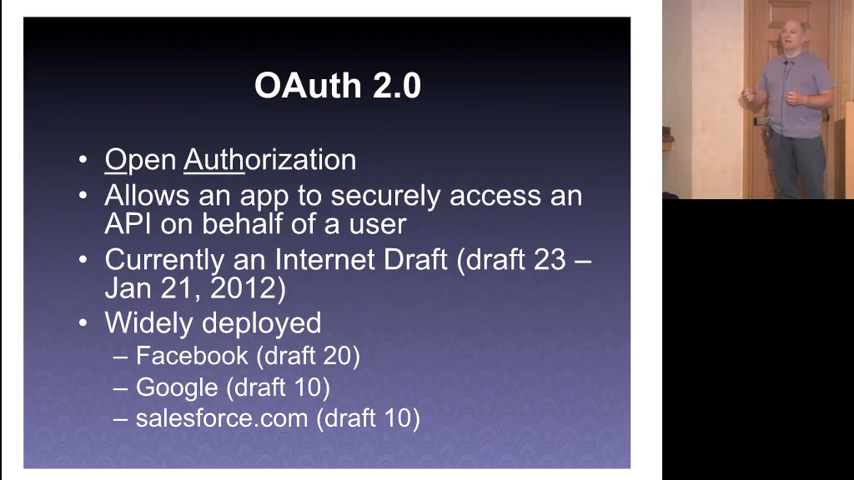 OAuth 2.0
• Open Authorization
• Allows an app to securely access an
API on behalf of a user
• Currently an Internet Draft (draft 23 –
Jan 21, 2012)
• Widely deployed
– Facebook (draft 20)
– Google (draft 10)
– salesforce.com (draft 10)